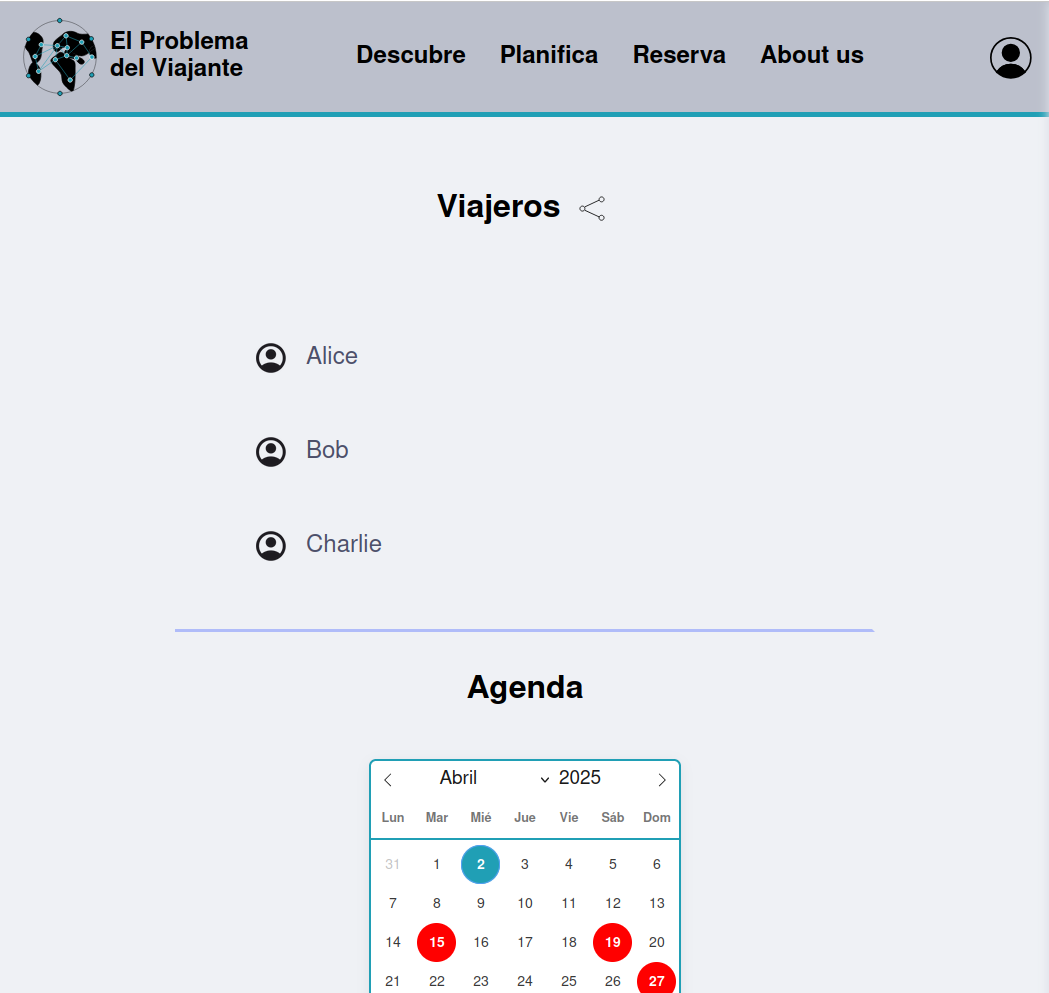 El Problema
del Viajante
Descubre Planifica Reserva About us
Viajeros
Alice
Bob
Charlie
Agenda
Abril 2025
Lun Mar Mié Jue Vie Sáb Dom
31 1 2 3 4 5 6
7 8 9 10 11 12 13
14 15 16 17 18 19 20
21 22 23 24 25 26 27